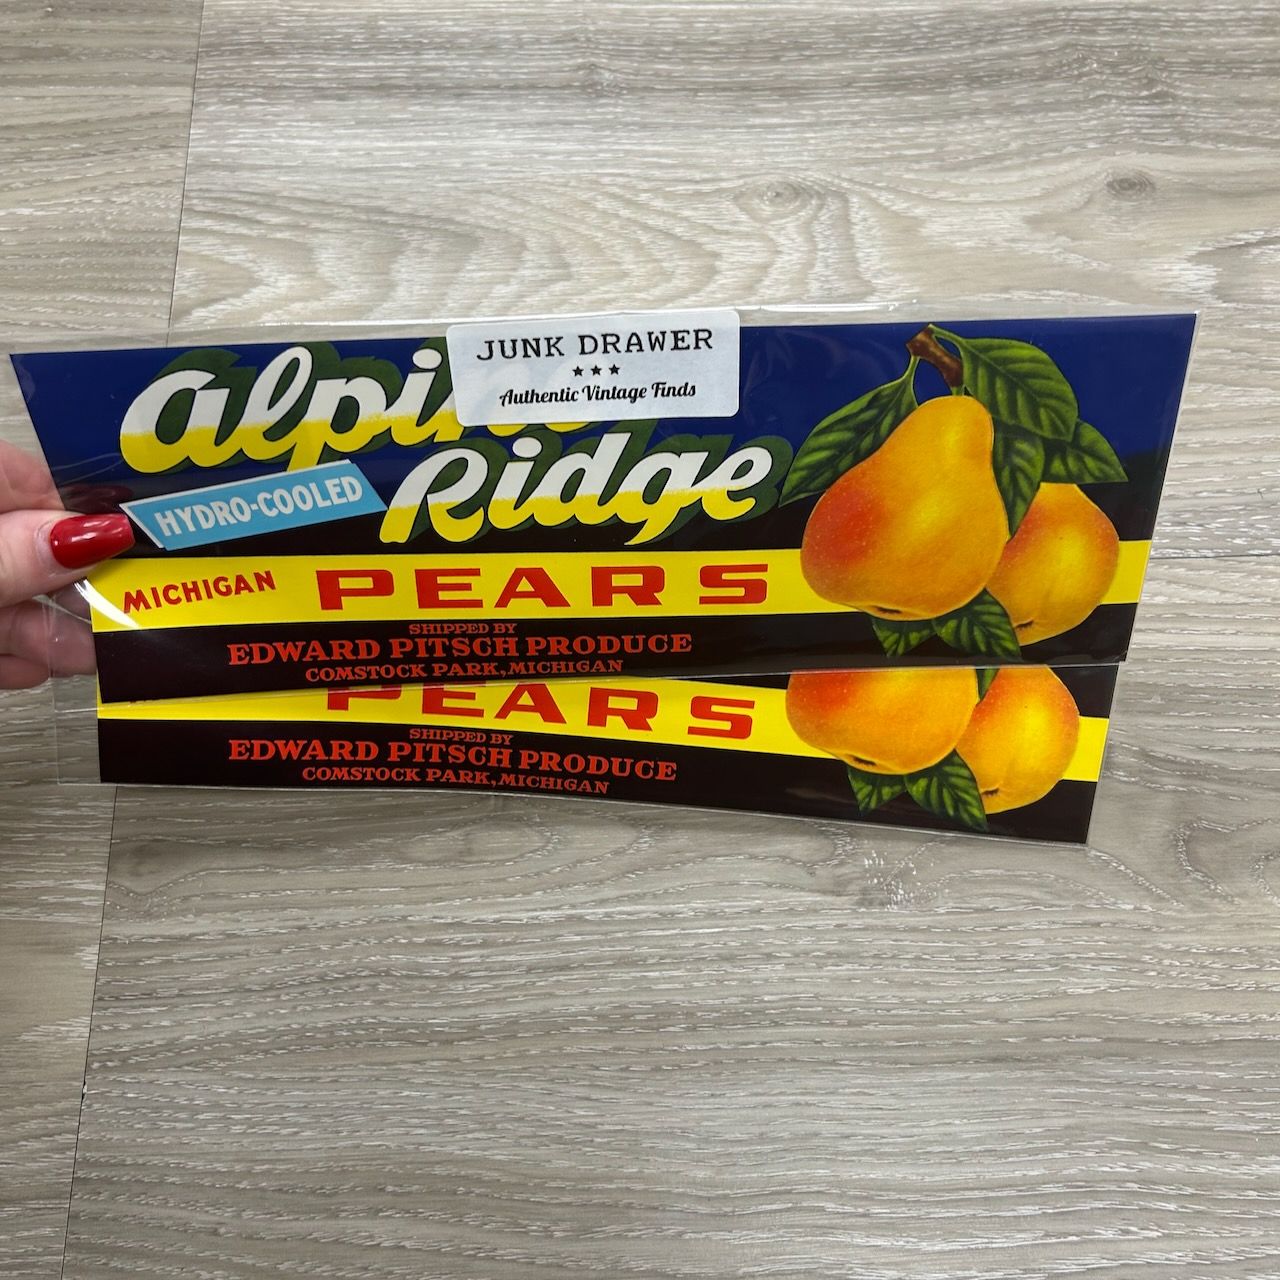 JUNK DRAWER
Authentic Vintage Finds
Ridge
HYDRO-COOLED
MICHIGAN PEARS
SHIPPED BY
EDWARD PITSCH PRODUCE
COMSTOCK PARK, MICHIGAN
PEARS
SHIPPED BY
EDWARD PITSCH PRODUCE
COMSTOCK PARK, MICHIGAN